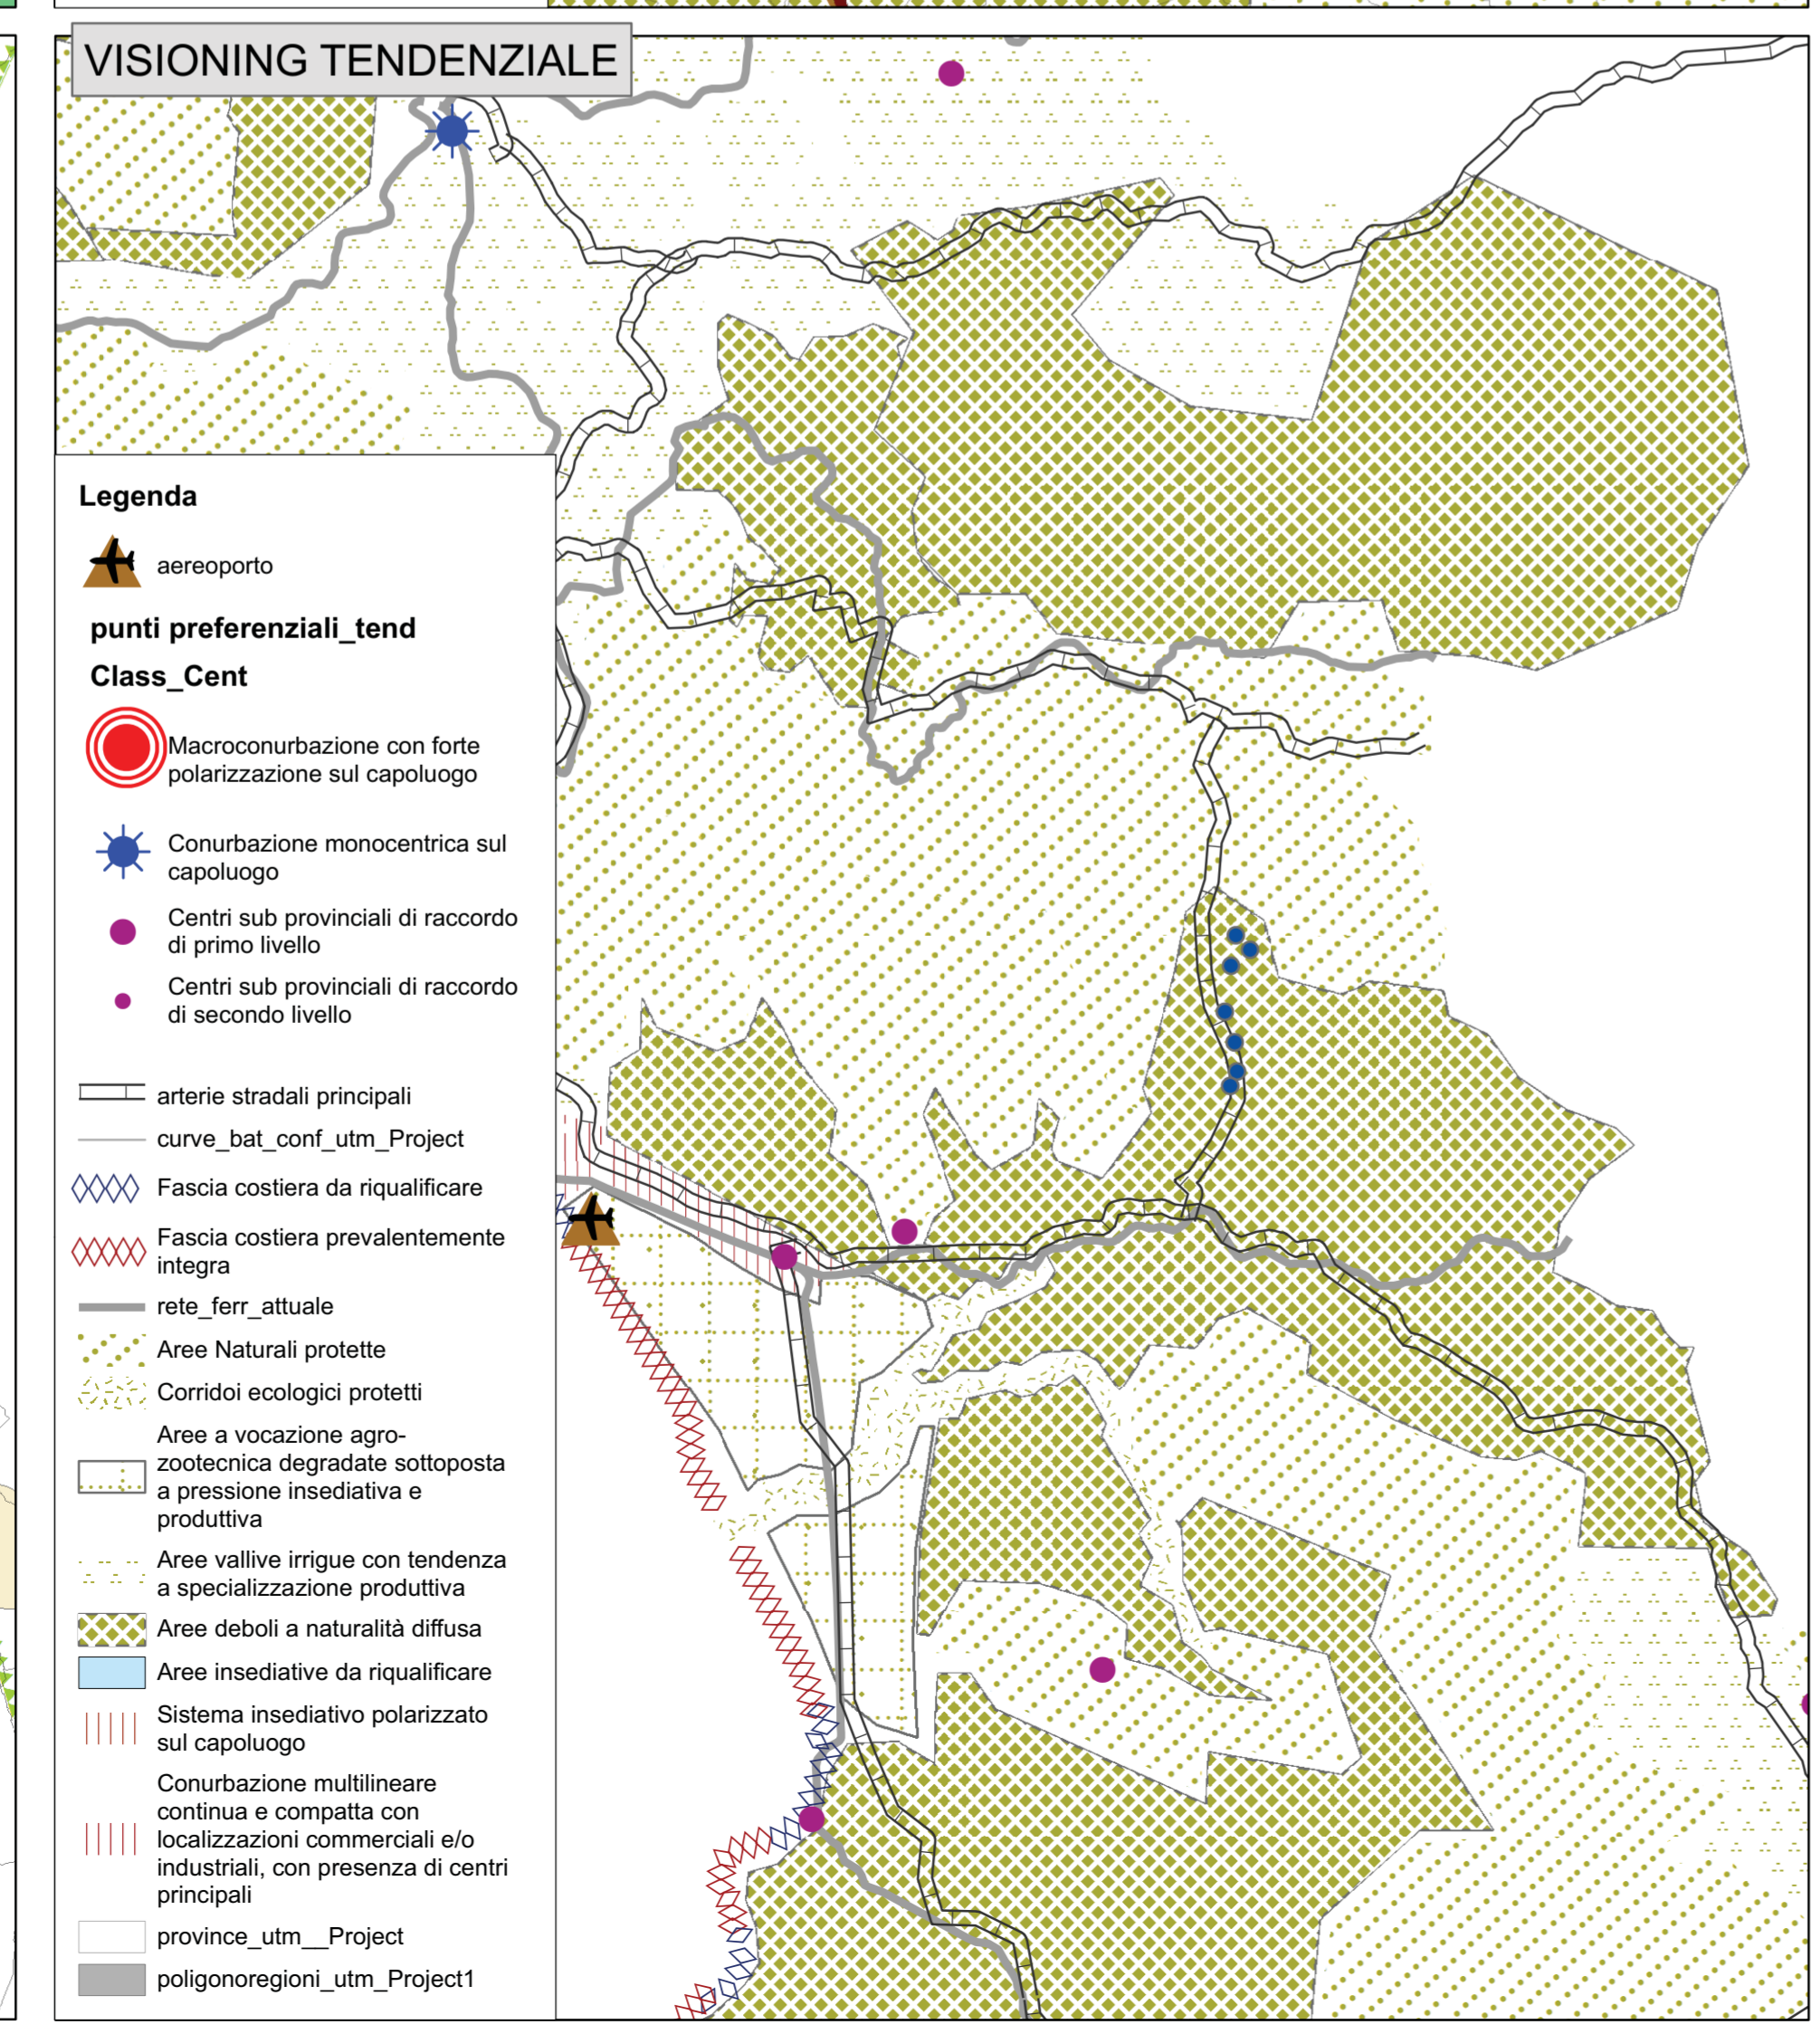 VISIONING TENDENZIALE
Legenda
aereoporto
punti preferenziali_tend
Class_Cent
Macroconurbazione con forte
polarizzazione sul capoluogo
Conurbazione monocentrica sul
capoluogo
Centri sub provinciali di raccordo
di primo livello
Centri sub provinciali di raccordo
di secondo livello
arterie stradali principali
curve_bat_conf_utm_Project
Fascia costiera da riqualificare
Fascia costiera prevalentemente
integra
rete_ferr_attuale
Aree Naturali protette
Corridoi ecologici protetti
Aree a vocazione agro-
zootecnica degradate sottoposta
a pressione insediativa e
produttiva
Aree vallive irrigue con tendenza
a specializzazione produttiva
Aree deboli a naturalità diffusa
Aree insediative da riqualificare
Sistema insediativo polarizzato
sul capoluogo
Conurbazione multilineare
continua e compatta con
localizzazioni commerciali e/o
industriali, con presenza di centri
principali
province_utm__Project
poligonoregioni_utm_Project1